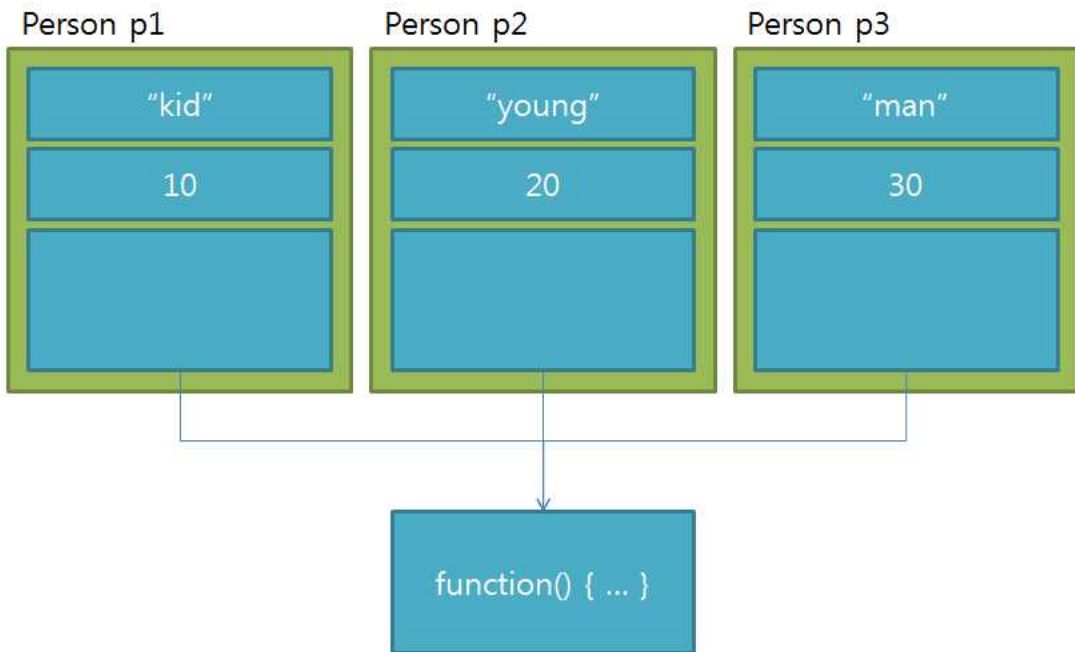 Person p1
Person p2
Person p3
“kid”
“young”
“man”
10
20
30
function() { ... }